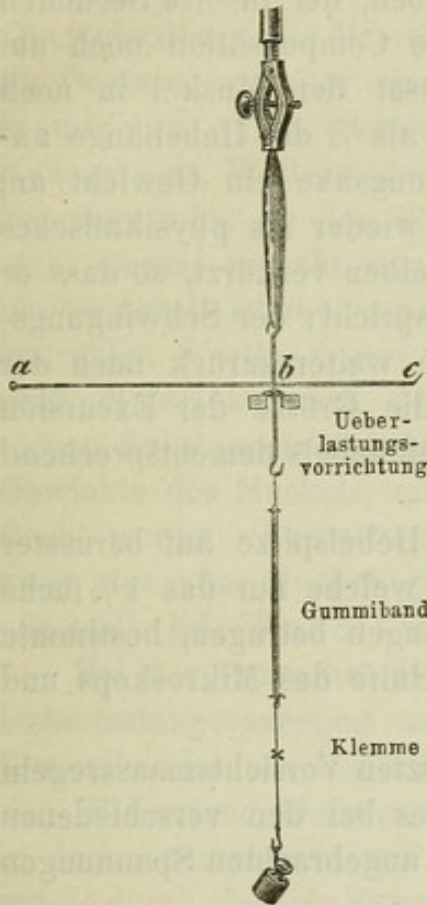 a
b
c
Ueber-
lastungs-
vorrichtung
Gummiband
Klemme